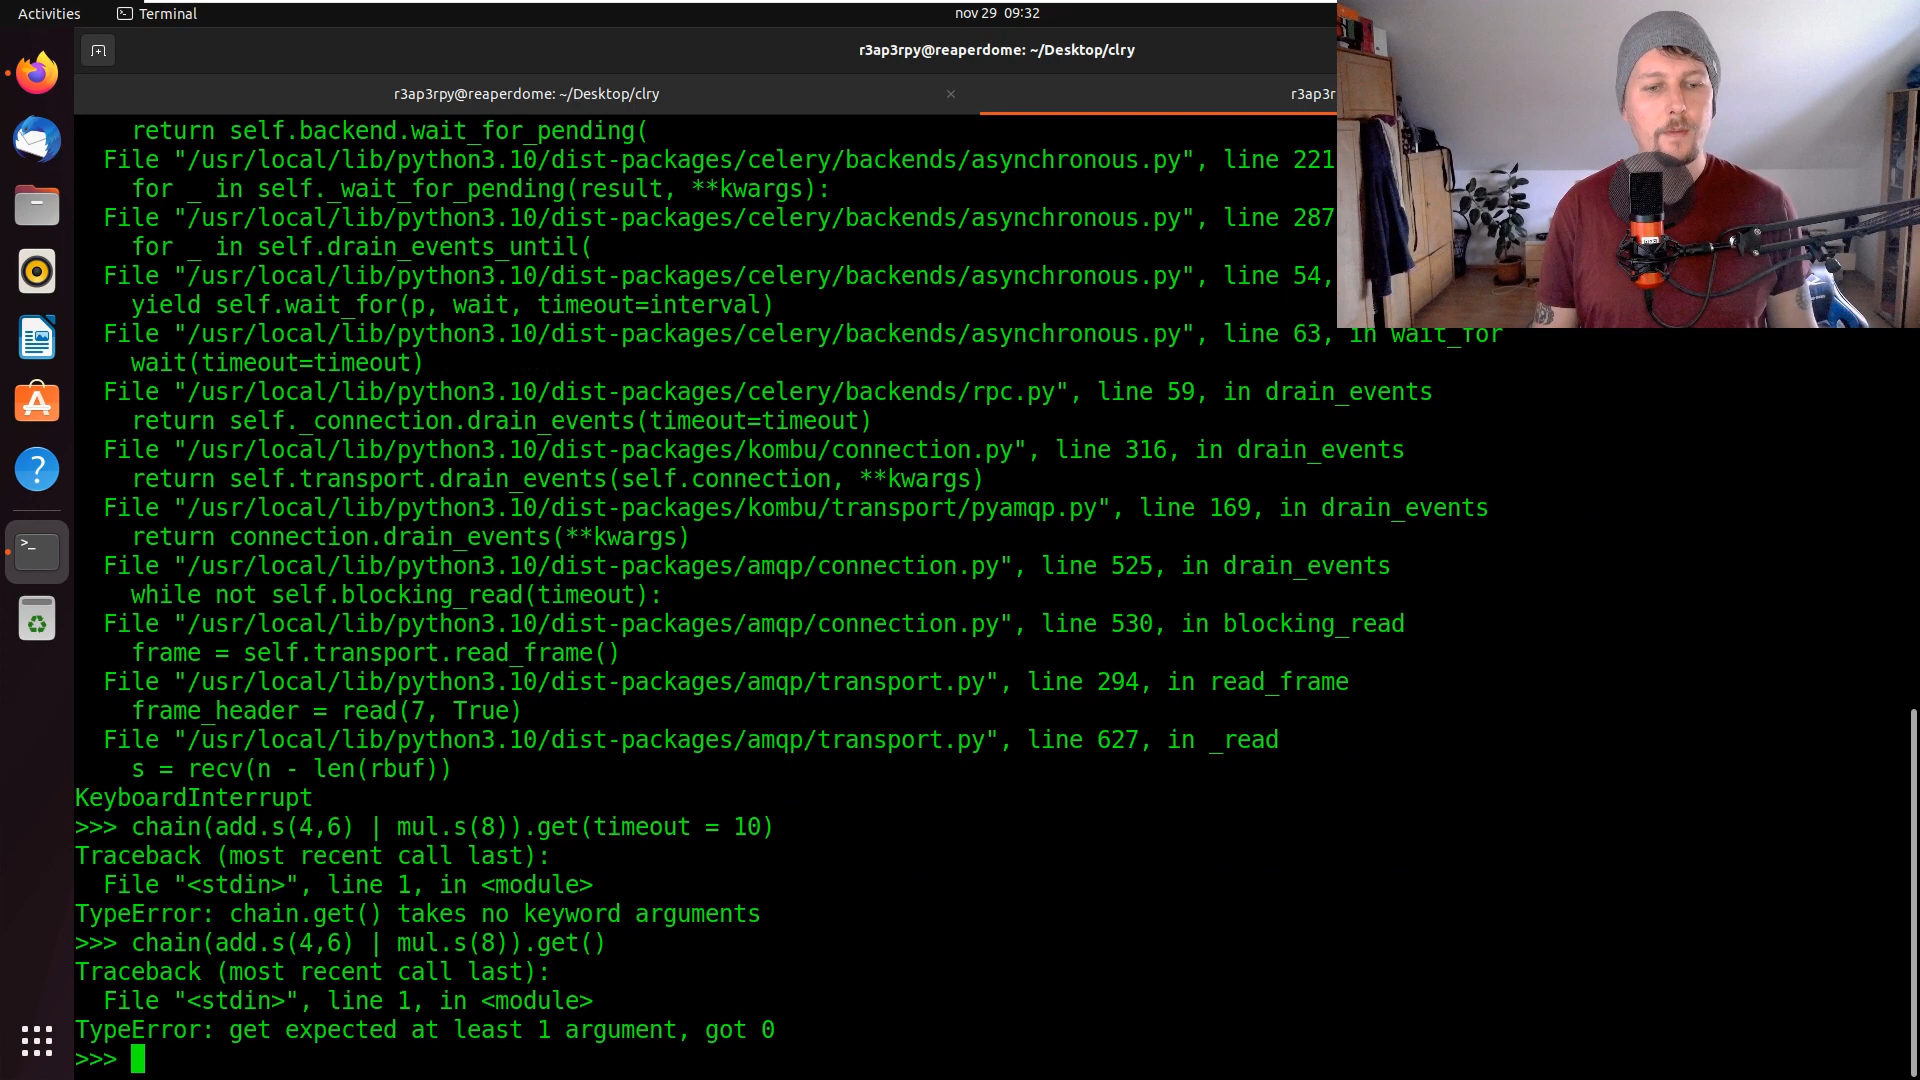 Activities
Terminal
nov 29 09:32
r3ap3rpy@reaperdome: ~/Desktop/clry
r3ap3rpy@reaperdome: ~/Desktop/clry
r3ap3r
return self.backend.wait_for_pending(
File "/usr/local/lib/python3.10/dist-packages/celery/backends/asynchronous.py", line 221
for _ in self._wait_for_pending(result, **kwargs):
File "/usr/local/lib/python3.10/dist-packages/celery/backends/asynchronous.py", line 287
for _ in self.drain_events_until(
File "/usr/local/lib/python3.10/dist-packages/celery/backends/asynchronous.py", line 54,
yield self.wait_for(p, wait, timeout=interval)
File "/usr/local/lib/python3.10/dist-packages/celery/backends/asynchronous.py", line 63, in wait_for
wait(timeout=timeout)
File "/usr/local/lib/python3.10/dist-packages/celery/backends/rpc.py", line 59, in drain_events
return self._connection.drain_events(timeout=timeout)
File "/usr/local/lib/python3.10/dist-packages/kombu/connection.py", line 316, in drain_events
return self.transport.drain_events(self.connection, **kwargs)
File "/usr/local/lib/python3.10/dist-packages/kombu/transport/pyamqp.py", line 169, in drain_events
return connection.drain_events(**kwargs)
File "/usr/local/lib/python3.10/dist-packages/amqp/connection.py", line 525, in drain_events
while not self.blocking_read(timeout):
File "/usr/local/lib/python3.10/dist-packages/amqp/connection.py", line 530, in blocking_read
frame = self.transport.read_frame()
File "/usr/local/lib/python3.10/dist-packages/amqp/transport.py", line 294, in read_frame
frame_header = read(7, True)
File "/usr/local/lib/python3.10/dist-packages/amqp/transport.py", line 627, in _read
s = recv(n - len(rbuf))
KeyboardInterrupt
>>> chain(add.s(4,6) | mul.s(8)).get(timeout = 10)
Traceback (most recent call last):
File "<stdin>", line 1, in <module>
TypeError: chain.get() takes no keyword arguments
>>> chain(add.s(4,6) | mul.s(8)).get()
Traceback (most recent call last):
File "<stdin>", line 1, in <module>
TypeError: get expected at least 1 argument, got 0
>>>